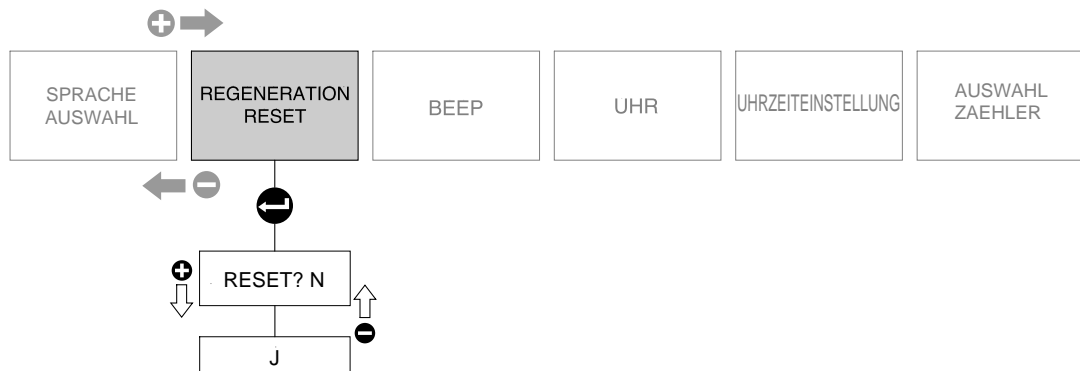 SPRACHE
AUSWAHL
REGENERATION
RESET
BEEP
UHR
UHRZEITEINSTELLUNG
AUSWAHL
ZAEHLER
RESET? N
J